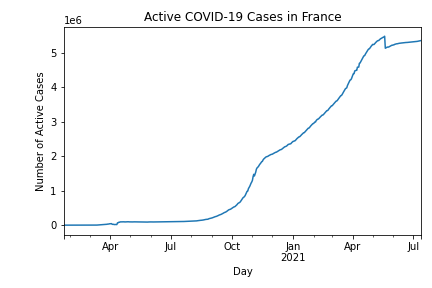 Active COVID-19 Cases in France
1e6
Number of Active Cases
5
4
3
2
1
0
Apr
Jul
Oct
Jan
2021
Apr
Jul
Day